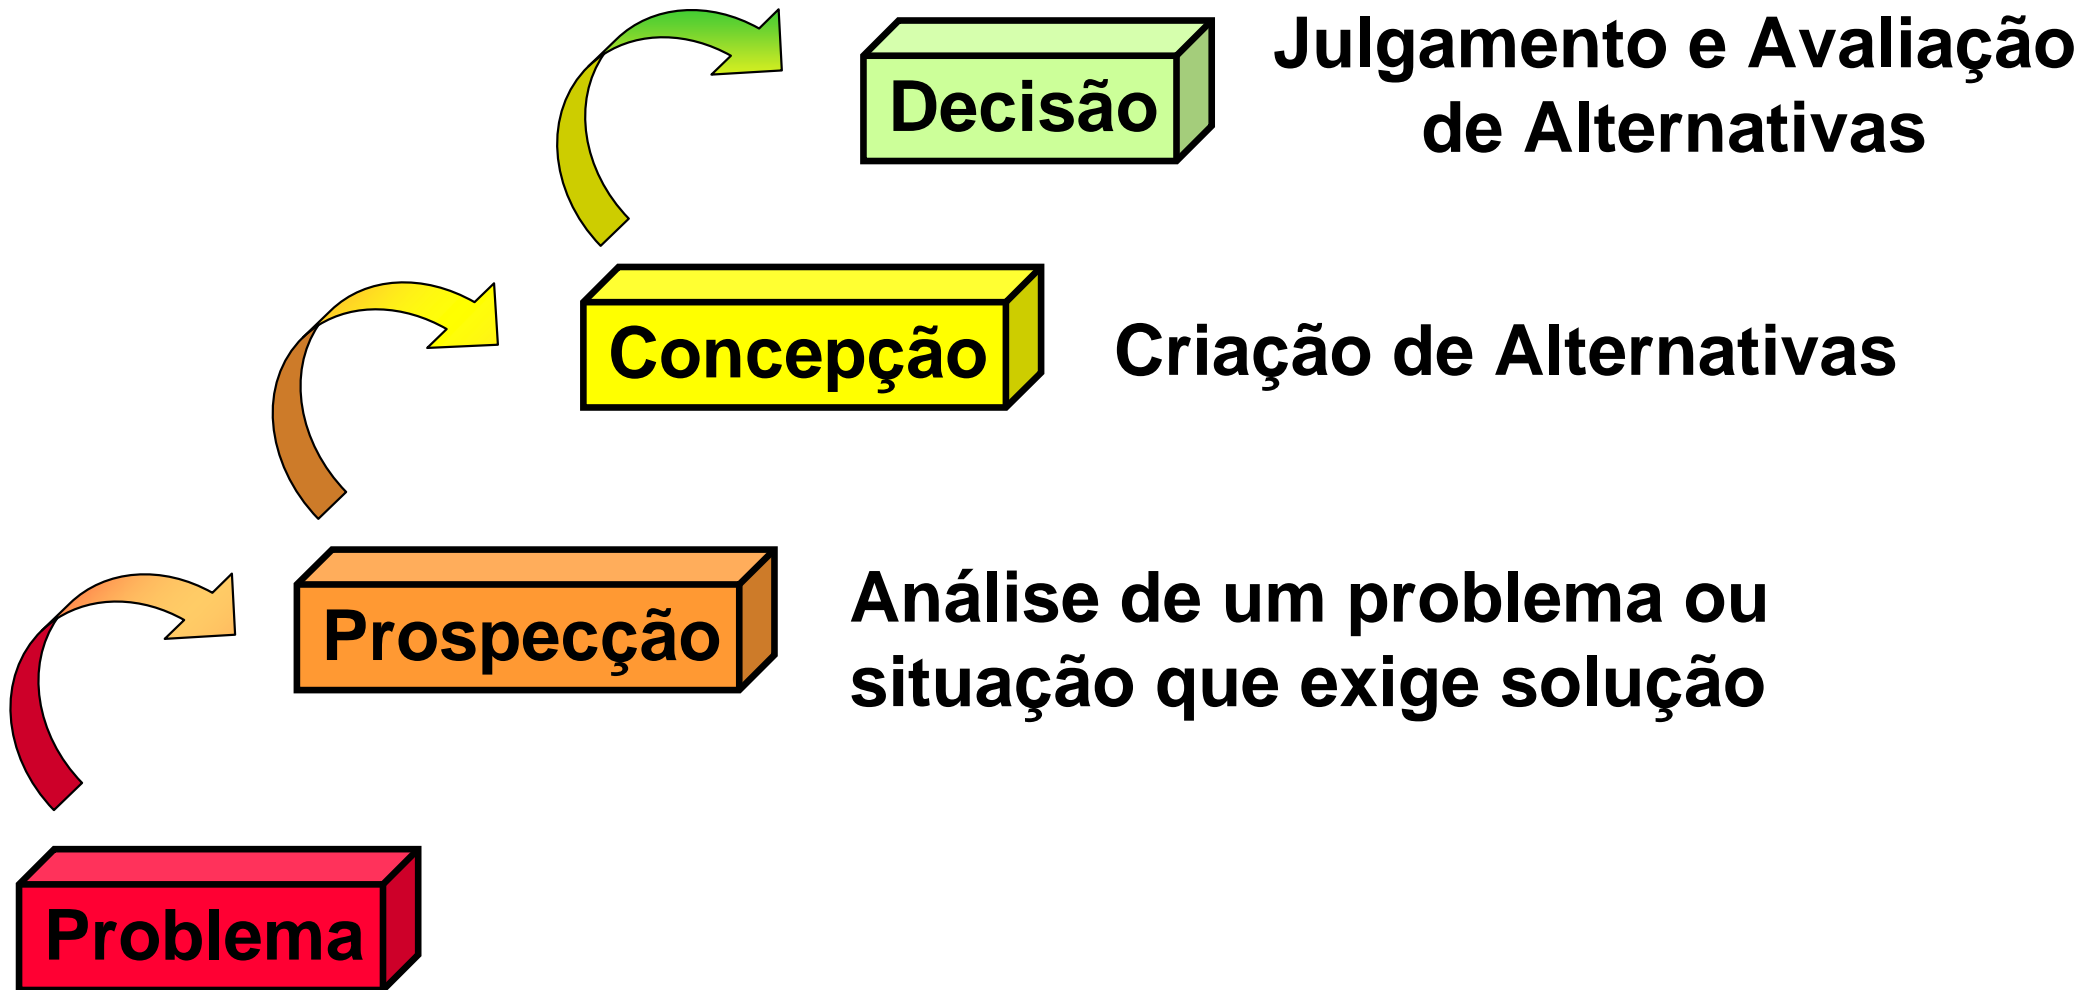 Decisão
Julgamento e Avaliação
de Alternativas
Concepção
Criação de Alternativas
Prospecção
Análise de um problema ou
situação que exige solução
Problema